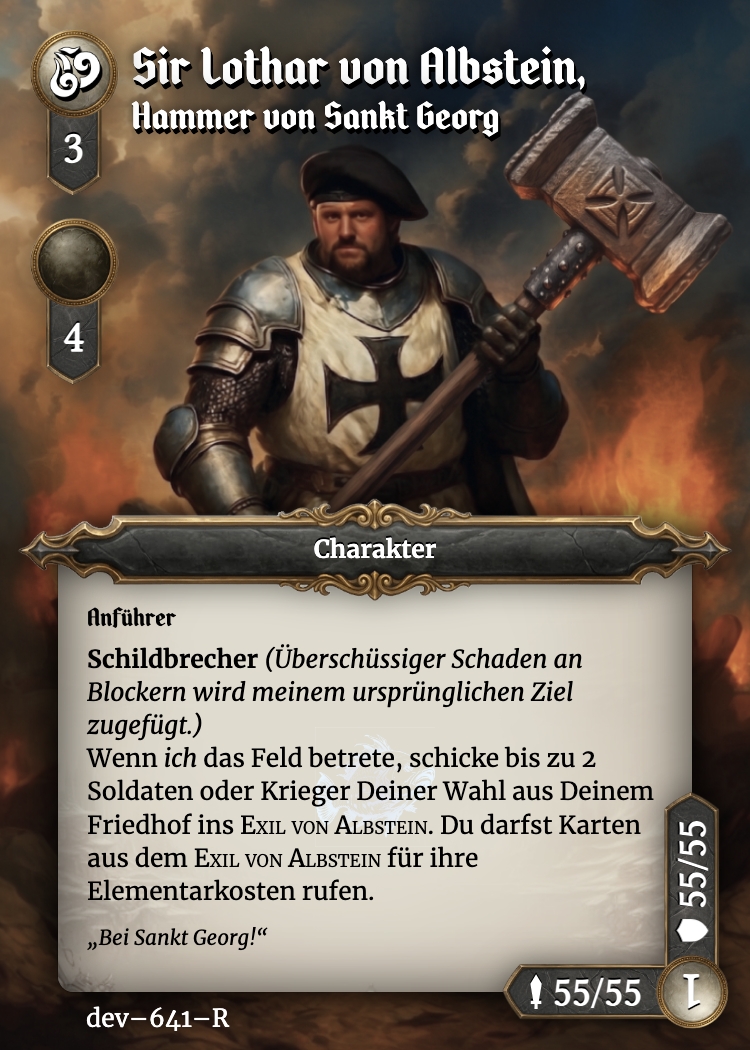 Sir Lothar von Albstein,
Hammer von Sankt Georg
3
4
Charakter
Anführer
Schildbrecher (Überschüssiger Schaden an
Blockern wird meinem ursprünglichen Ziel
zugefügt.)
Wenn ich das Feld betrete, schicke bis zu 2
Soldaten oder Krieger Deiner Wahl aus Deinem
Friedhof ins Exil von Albstein. Du darfst Karten
aus dem Exil von Albstein für ihre
Elementarkosten rufen.
„Bei Sankt Georg!“
55/55
55/55
1
dev–641–R